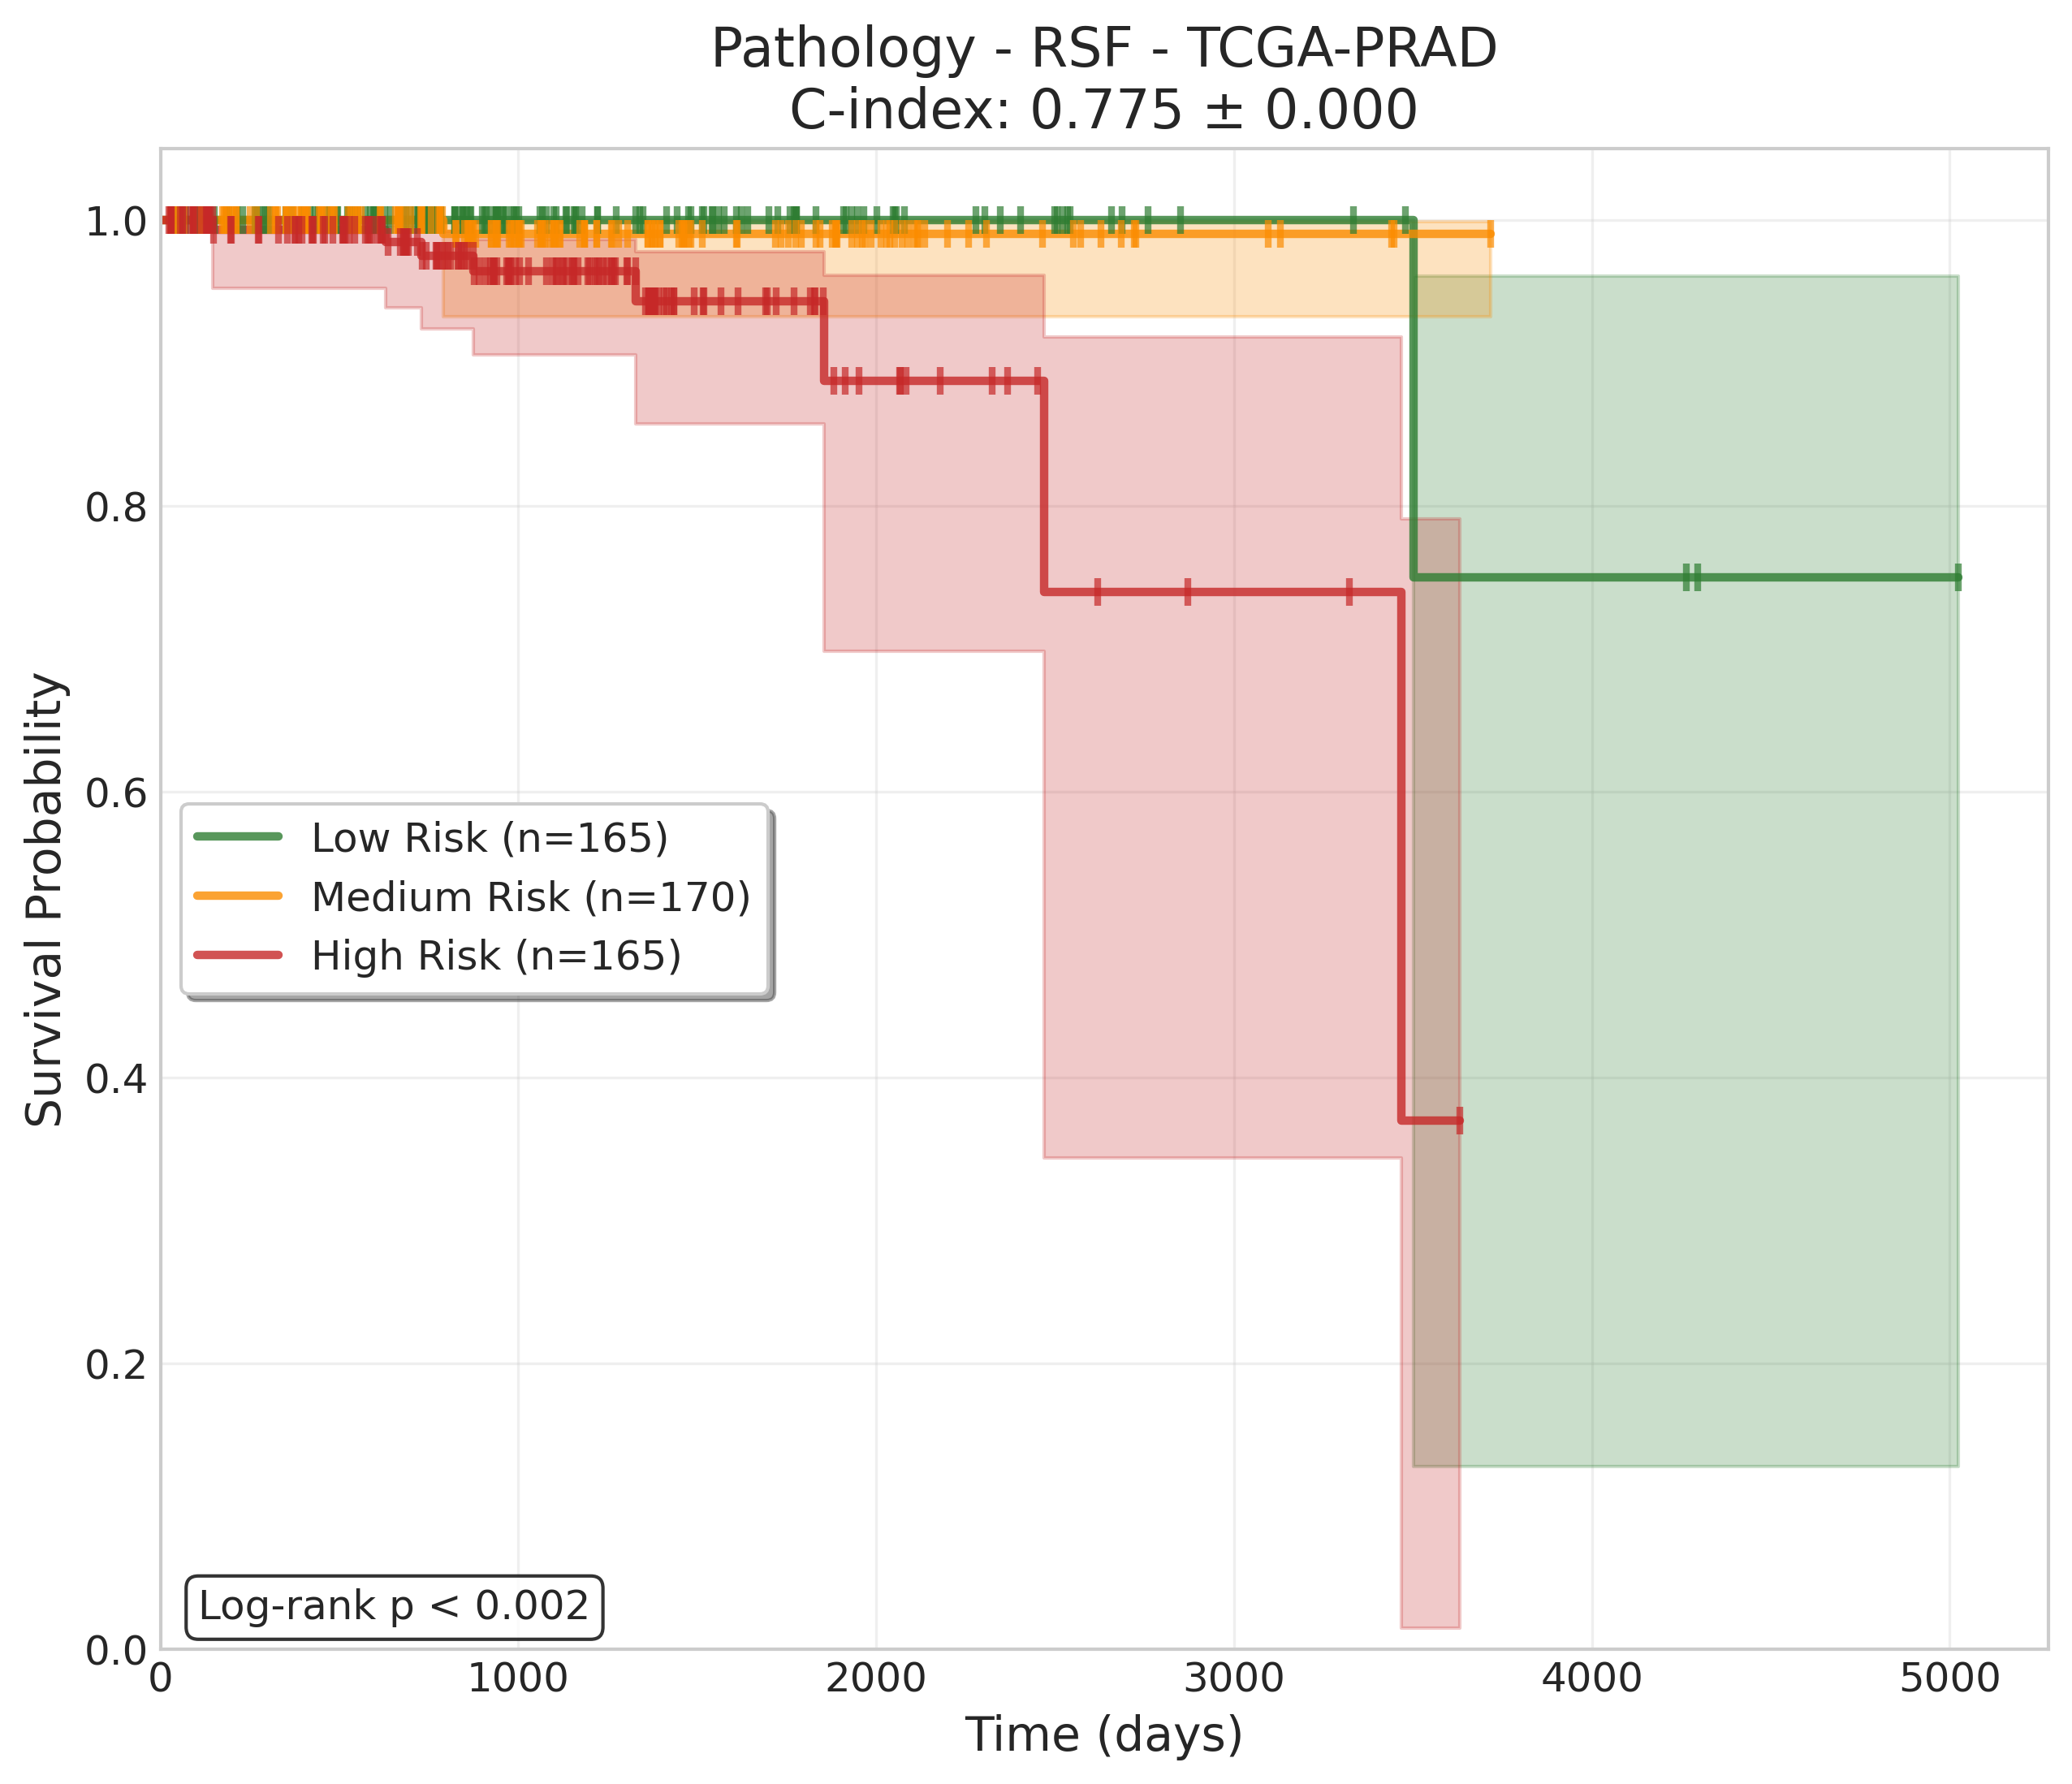 Pathology - RSF - TCGA-PRAD
C-index: 0.775 ± 0.000
Survival Probability
1.0
0.8
0.6
0.4
0.2
0.0
Low Risk (n=165)
Medium Risk (n=170)
High Risk (n=165)
Log-rank p < 0.002
0 1000 2000 3000 4000 5000
Time (days)